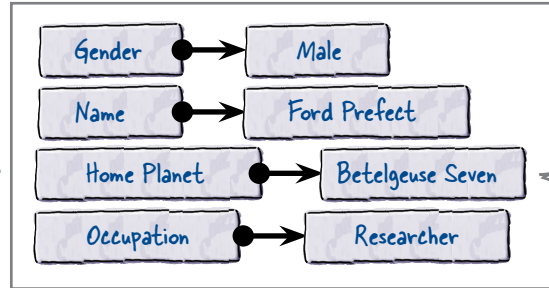 Gender Male
Name Ford Prefect
Home Planet Betelgeuse Seven
Occupation Researcher